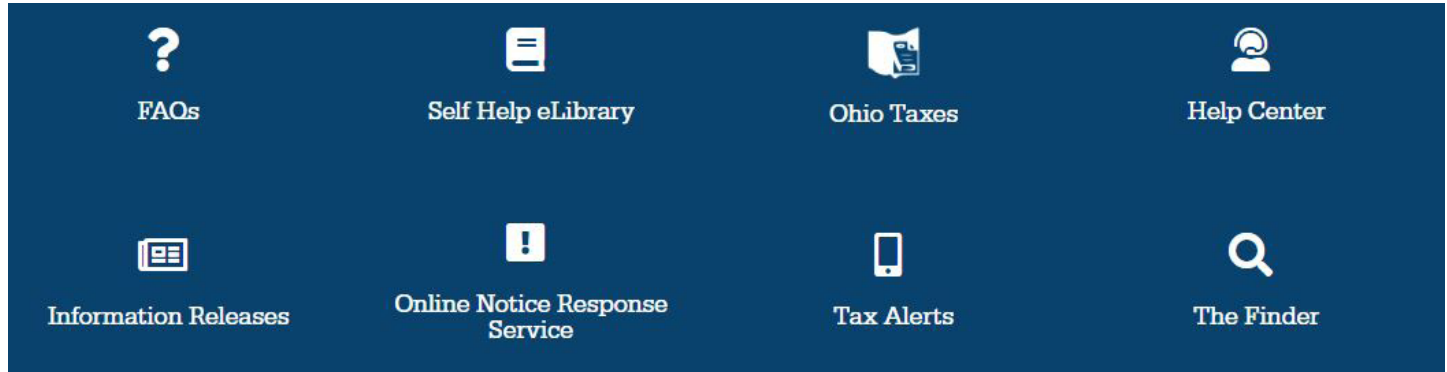 FAQs
Self Help eLibrary
Ohio Taxes
Help Center
Information Releases
Online Notice Response
Service
Tax Alerts
The Finder